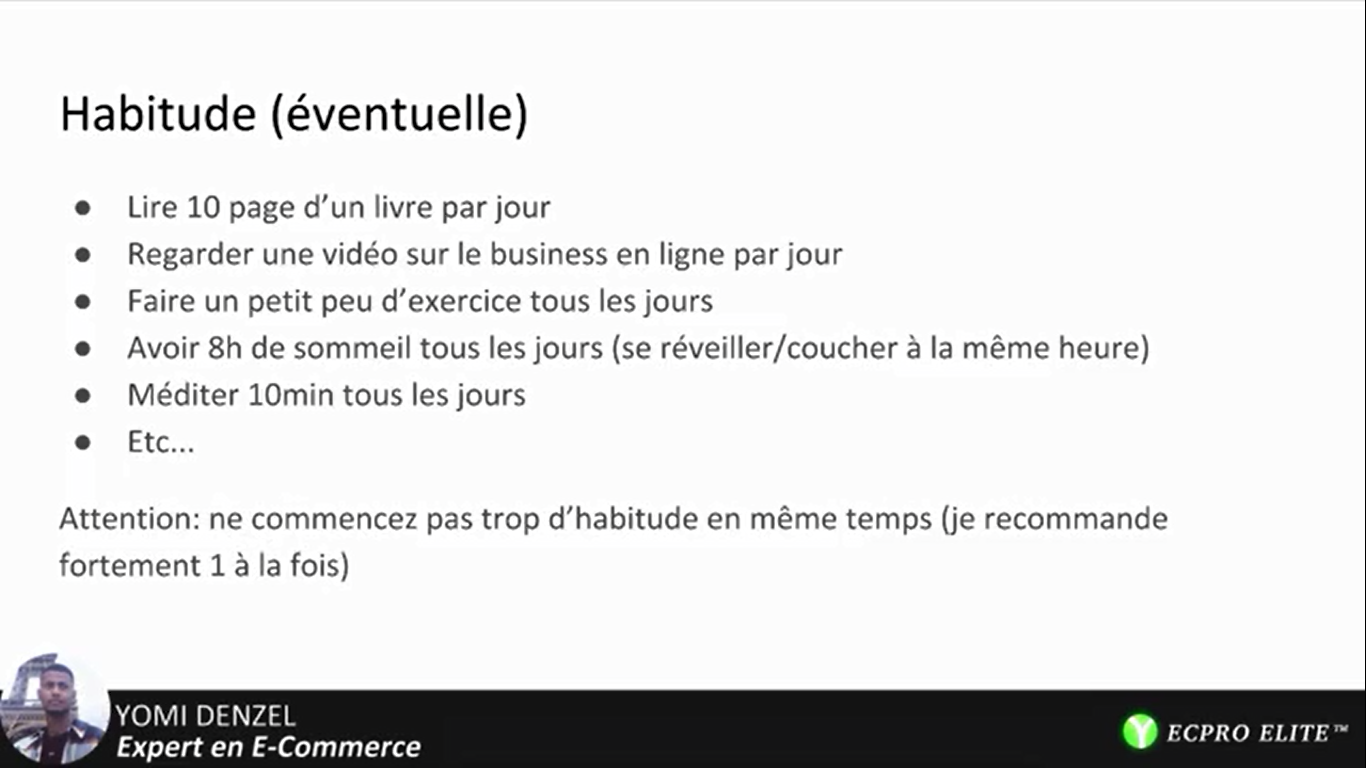 Habitude (éventuelle)
● Lire 10 page d’un livre par jour
● Regarder une vidéo sur le business en ligne par jour
● Faire un petit peu d’exercice tous les jours
● Avoir 8h de sommeil tous les jours (se réveiller/coucher à la même heure)
● Méditer 10min tous les jours
● Etc...
Attention: ne commencez pas trop d’habitude en même temps (je recommande
fortement 1 à la fois)
YOMI DENZEL
Expert en E-Commerce
Y ECPRO ELITE™